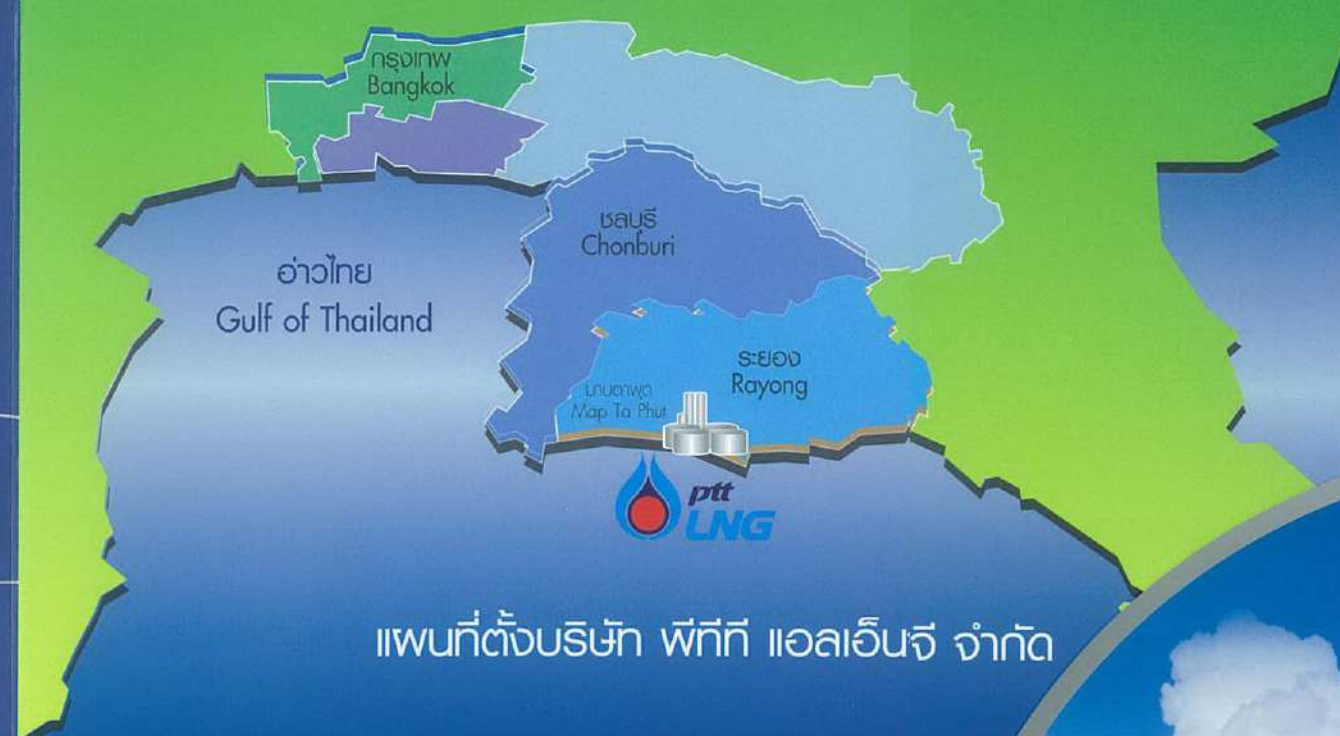 กรุงเทพ
Bangkok
ชลบุรี
Chonburi
อ่าวไทย
Gulf of Thailand
ระยอง
Rayong
มาบตาพุด
Map Ta Phut
ptt
LNG
แผนที่ตั้งบริษัท พีทีที แอลเอ็นจี จำกัด